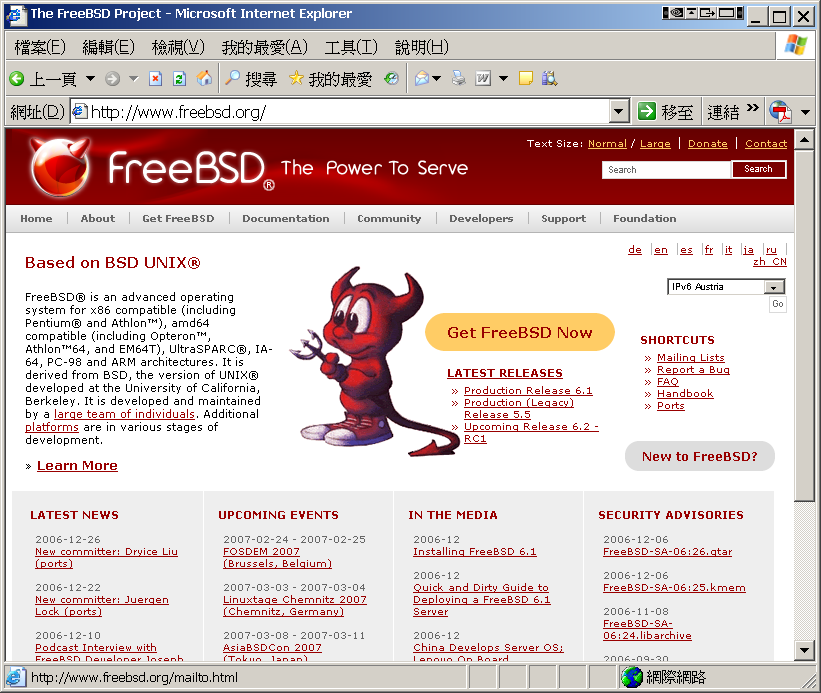 The FreeBSD Project - Microsoft Internet Explorer
檔案(F) 編輯(E) 檢視(V) 我的最愛(A) 工具(T) 說明(H)
上一頁 搜尋 我的最愛
網址(D) http://www.freebsd.org/ 移至 連結 »
Text Size: Normal / Large | Donate | Contact
FreeBSD® The Power To Serve
Search Search
Home About Get FreeBSD Documentation Community Developers Support Foundation
de en es fr it ja ru
zh_CN
Based on BSD UNIX®
IPv6 Austria
Go
FreeBSD® is an advanced operating
system for x86 compatible (including
Pentium® and Athlon™), amd64
compatible (including Opteron™,
Athlon™64, and EM64T), UltraSPARC®, IA-
64, PC-98 and ARM architectures. It is
derived from BSD, the version of UNIX®
developed at the University of California,
Berkeley. It is developed and maintained
by a large team of individuals. Additional
platforms are in various stages of
development.
» Learn More
Get FreeBSD Now
LATEST RELEASES
» Production Release 6.1
» Production (Legacy)
Release 5.5
» Upcoming Release 6.2 -
RC1
SHORTCUTS
» Mailing Lists
» Report a Bug
» FAQ
» Handbook
» Ports
New to FreeBSD?
LATEST NEWS
2006-12-26
New committer: Dryice Liu
(ports)
2006-12-22
New committer: Juergen
Lock (ports)
2006-12-10
Podcast Interview with
FreeBSD Developer Joseph
UPCOMING EVENTS
2007-02-24 - 2007-02-25
FOSDEM 2007
(Brussels, Belgium)
2007-03-03 - 2007-03-04
Linuxtage Chemnitz 2007
(Chemnitz, Germany)
2007-03-08 - 2007-03-11
AsiaBSDCon 2007
(Tokyo, Japan)
IN THE MEDIA
2006-12
Installing FreeBSD 6.1
2006-12
Quick and Dirty Guide to
Deploying a FreeBSD 6.1
Server
2006-12
China Develops Server OS;
Lenovo On Board
SECURITY ADVISORIES
2006-12-06
FreeBSD-SA-06:26.gtar
2006-12-06
FreeBSD-SA-06:25.kmem
2006-11-08
FreeBSD-SA-
06:24.libarchive
2006-09-30
http://www.freebsd.org/mailto.html 網際網路